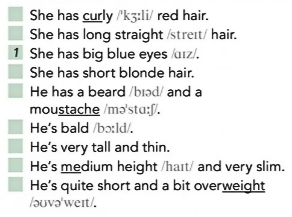 She has curly /ˈkɜːli/ red hair.
She has long straight /streɪt/ hair.
1 She has big blue eyes /aɪz/.
She has short blonde hair.
He has a beard /bɪəd/ and a
moustache /məˈstɑːʃ/.
He's bald /bɔːld/.
He's very tall and thin.
He's medium height /haɪt/ and very slim.
He's quite short and a bit overweight
/əʊvəˈweɪt/.